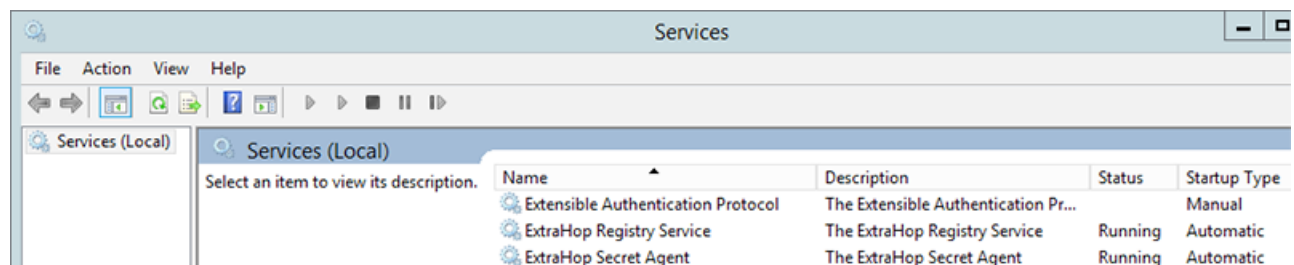 Services
File Action View Help
Services (Local)
Services (Local)
Select an item to view its description.
Name Description Status Startup Type
Extensible Authentication Protocol The Extensible Authentication Pr... Manual
ExtraHop Registry Service The ExtraHop Registry Service Running Automatic
ExtraHop Secret Agent The ExtraHop Secret Agent Running Automatic